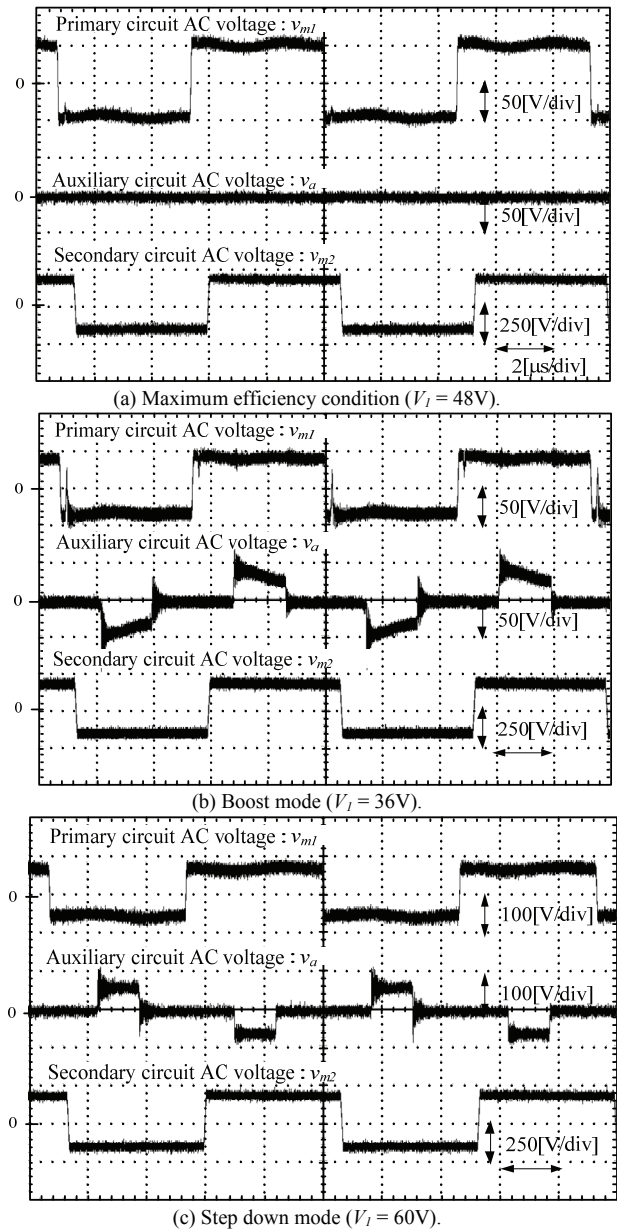 Primary circuit AC voltage : vm1
0
50[V/div]
Auxiliary circuit AC voltage : va
0
50[V/div]
Secondary circuit AC voltage : vm2
0
250[V/div]
2[μs/div]
(a) Maximum efficiency condition (V1 = 48V).
Primary circuit AC voltage : vm1
0
50[V/div]
Auxiliary circuit AC voltage : va
0
50[V/div]
Secondary circuit AC voltage : vm2
0
250[V/div]
(b) Boost mode (V1 = 36V).
Primary circuit AC voltage : vm1
0
100[V/div]
Auxiliary circuit AC voltage : va
100[V/div]
0
Secondary circuit AC voltage : vm2
0
250[V/div]
(c) Step down mode (V1 = 60V).